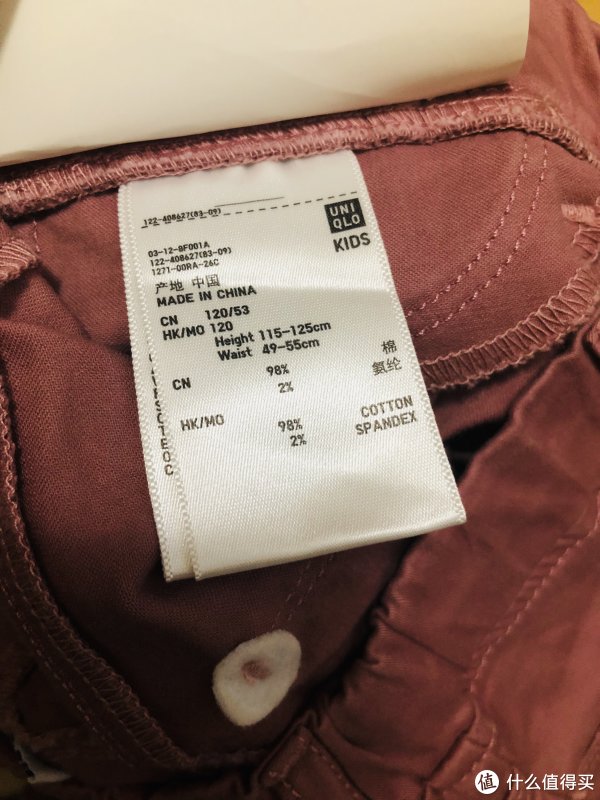 122-408627(83-09)
UNI
QLO
KIDS
03-12-BF001A
122-408627(83-09)
1271-00RA-26C
产地 中国
MADE IN CHINA
CN 120/53
HK/MO 120
Height 115-125cm
Waist 49-55cm
CN 98% 棉
2% 氨纶
HK/MO 98% COTTON
2% SPANDEX
值 什么值得买